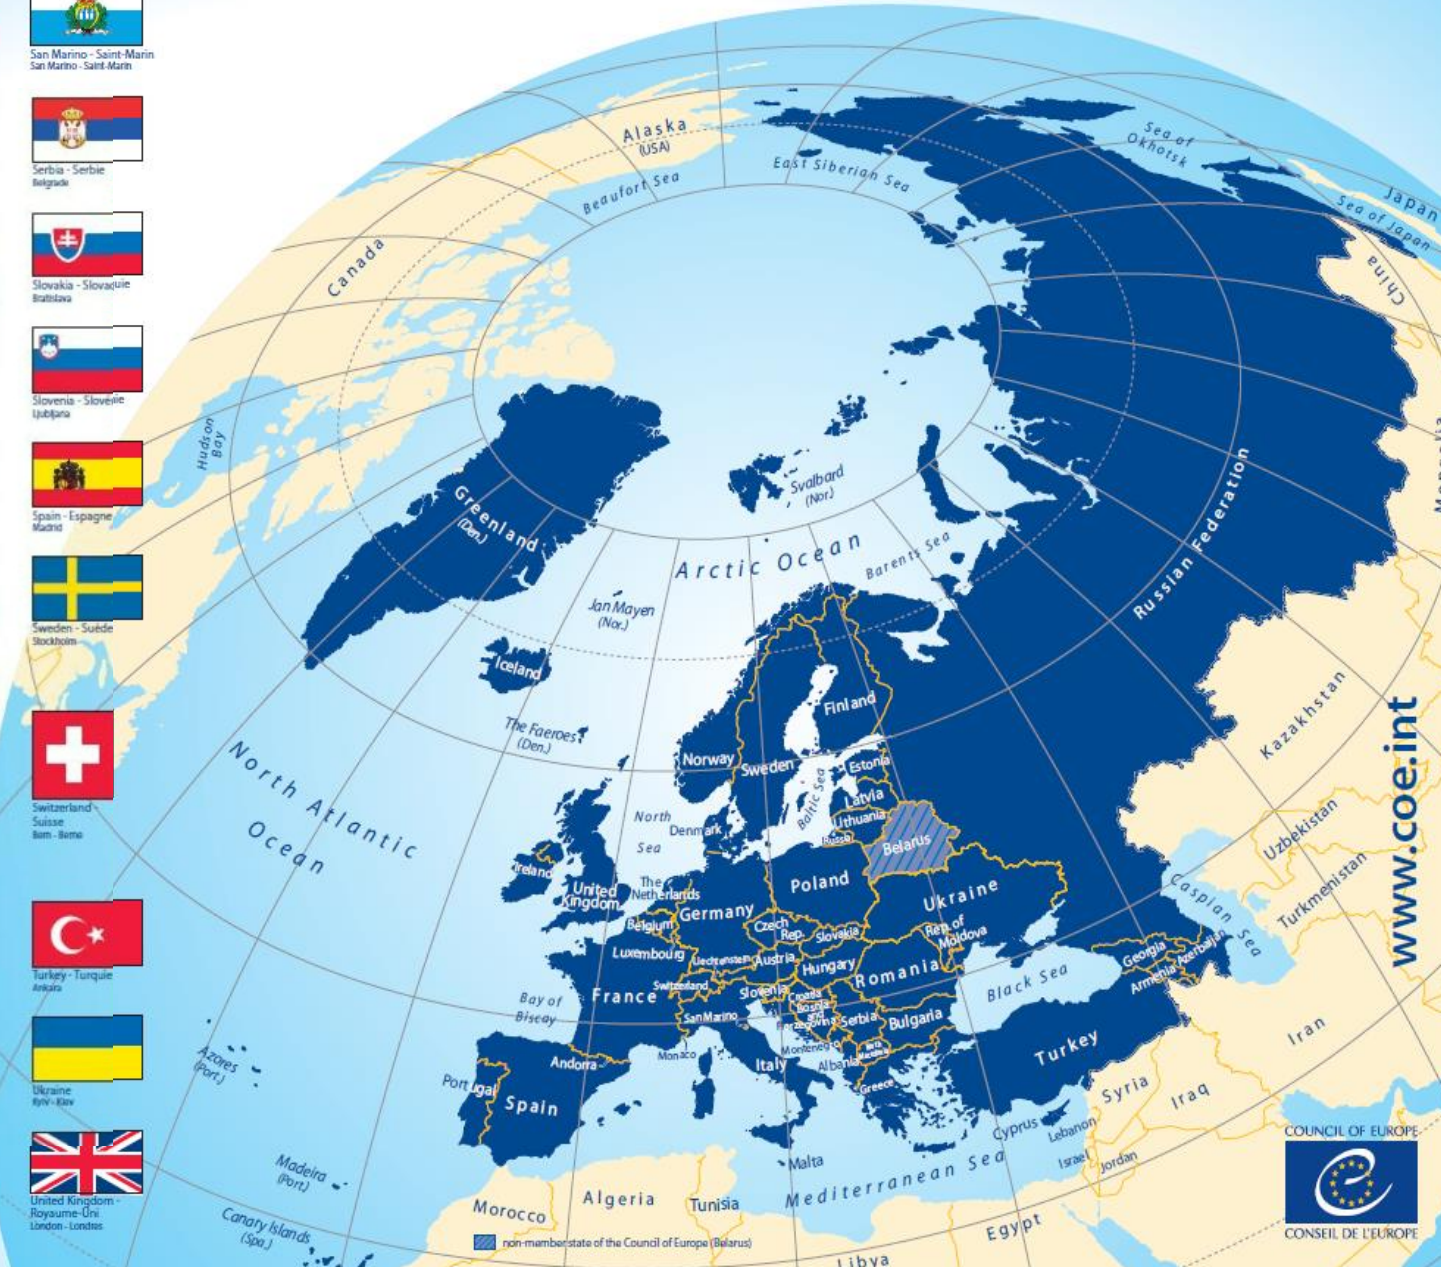 San Marino - Saint-Marin
San Marino - Saint-Marin
Serbia - Serbie
Belgrade
Slovakia - Slovaquie
Bratislava
Slovenia - Slovénie
Ljubljana
Spain - Espagne
Madrid
Sweden - Suède
Stockholm
Switzerland -
Suisse
Bern - Berne
Turkey - Turquie
Ankara
Ukraine
Kyiv - Kiev
United Kingdom -
Royaume-Uni
London - Londres
Alaska
(USA)
Beaufort Sea
East Siberian Sea
Sea of
Okhotsk
Japan
Sea of Japan
China
Canada
Hudson
Bay
Greenland
(Den.)
Svalbard
(Nor.)
Arctic Ocean
Barents Sea
Russian Federation
Jan Mayen
(Nor.)
Iceland
The Faeroes
(Den.)
North Atlantic
Ocean
Norway
Sweden
Finland
Estonia
Latvia
Lithuania
Russia
Baltic Sea
Belarus
North
Sea
Denmark
Ireland
United
Kingdom
The
Netherlands
Belgium
Germany
Poland
Ukraine
Luxembourg
Czech
Rep.
Slovakia
Rep. of
Moldova
Liechtenstein
Austria
Hungary
Romania
France
Switzerland
Slovenia
Croatia
Bosnia
and
Herzegovina
Serbia
Bulgaria
San Marino
Bay of
Biscay
Monaco
Italy
Montenegro
Albania
North
Macedonia
Greece
Andorra
Portugal
Spain
Azores
(Port.)
Madeira
(Port.)
Canary Islands
(Spa.)
Black Sea
Georgia
Armenia
Azerbaijan
Turkey
Caspian Sea
Kazakhstan
Uzbekistan
Turkmenistan
Iran
Iraq
Syria
Cyprus
Lebanon
Israel
Jordan
Malta
Mediterranean Sea
Morocco
Algeria
Tunisia
Libya
Egypt
non-member state of the Council of Europe (Belarus)
www.coe.int
COUNCIL OF EUROPE
CONSEIL DE L'EUROPE